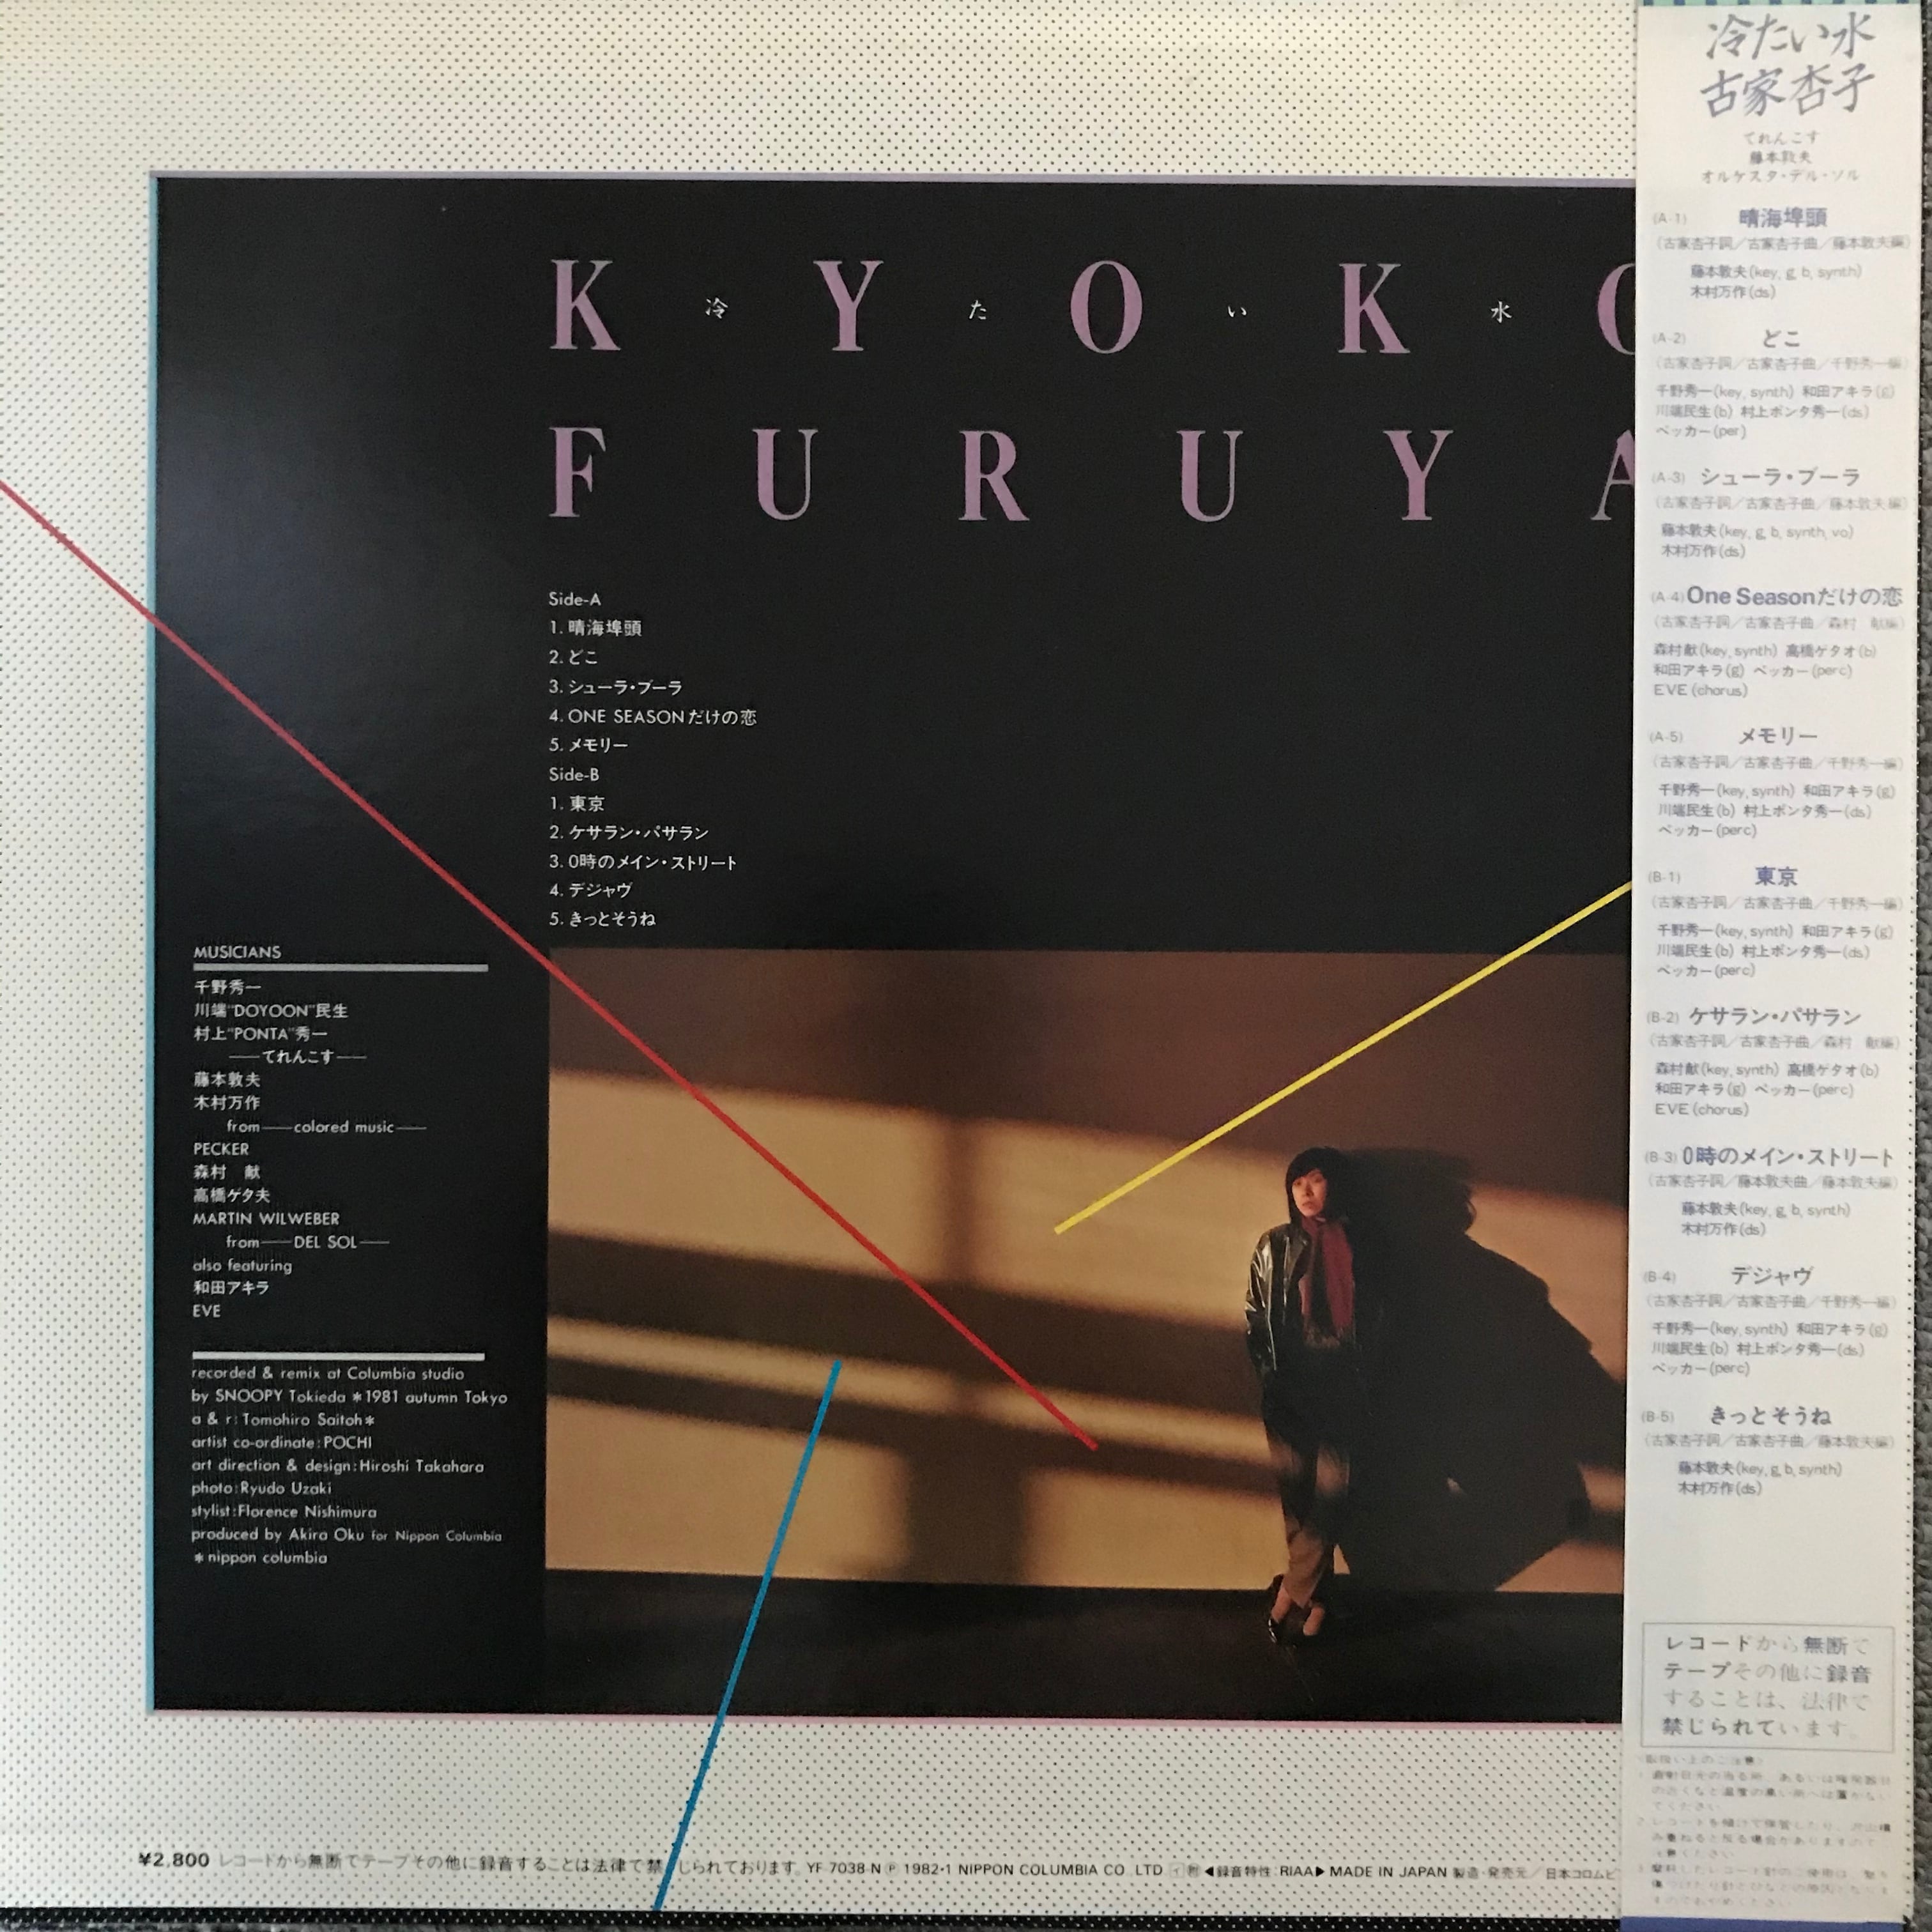 KYOKO
冷たい水
FURUYA
Side-A
1. 晴海埠頭
2. どこ
3. シューラ・ブーラ
4. ONE SEASONだけの恋
5. メモリー
Side-B
1. 東京
2. ケサラン・パサラン
3. 0時のメイン・ストリート
4. デジャヴ
5. きっとそうね
MUSICIANS
千野秀一
川端"DOYOON"民生
村上"PONTA"秀一
——てれんこす——
藤本敦夫
木村万作
from——colored music——
PECKER
森村 献
高橋ゲタ夫
MARTIN WILWEBER
from——DEL SOL——
also featuring
和田アキラ
EVE
recorded & remix at Columbia studio
by SNOOPY Tokieda *1981 autumn Tokyo
a & r: Tomohiro Saitoh*
artist co-ordinate: POCHI
art direction & design: Hiroshi Takahara
photo: Ryudo Uzaki
stylist: Florence Nishimura
produced by Akira Oku for Nippon Columbia
*nippon columbia
¥2,800 レコードから無断でテープその他に録音することは法律で禁じられております。 YF 7038-N Ⓟ 1982・1 NIPPON COLUMBIA CO. LTD ◀録音特性:RIAA▶ MADE IN JAPAN 製造・発売元/日本コロムビ
冷たい水
古家杏子
てれんこす
藤本敦夫
オルケスタ・デル・ソル
(A-1) 晴海埠頭
(古家杏子詞/古家杏子曲/藤本敦夫編)
藤本敦夫(key, g, b, synth)
木村万作(ds)
(A-2) どこ
(古家杏子詞/古家杏子曲/千野秀一編)
千野秀一(key, synth) 和田アキラ(g)
川端民生(b) 村上ポンタ秀一(ds)
ペッカー(per)
(A-3) シューラ・ブーラ
(古家杏子詞/古家杏子曲/藤本敦夫編)
藤本敦夫(key, g, b, synth, vo)
木村万作(ds)
(A-4) One Seasonだけの恋
(古家杏子詞/古家杏子曲/森村 献編)
森村献(key, synth) 高橋ゲタオ(b)
和田アキラ(g) ペッカー(perc)
EVE (chorus)
(A-5) メモリー
(古家杏子詞/古家杏子曲/千野秀一編)
千野秀一(key, synth) 和田アキラ(g)
川端民生(b) 村上ポンタ秀一(ds)
ペッカー(perc)
(B-1) 東京
(古家杏子詞/古家杏子曲/千野秀一編)
千野秀一(key, synth) 和田アキラ(g)
川端民生(b) 村上ポンタ秀一(ds)
ペッカー(perc)
(B-2) ケサラン・パサラン
(古家杏子詞/古家杏子曲/森村 献編)
森村献(key, synth) 高橋ゲタオ(b)
和田アキラ(g) ペッカー(perc)
EVE (chorus)
(B-3) 0時のメイン・ストリート
(古家杏子詞/藤本敦夫曲/藤本敦夫編)
藤本敦夫(key, g, b, synth)
木村万作(ds)
(B-4) デジャヴ
(古家杏子詞/古家杏子曲/千野秀一編)
千野秀一(key, synth) 和田アキラ(g)
川端民生(b) 村上ポンタ秀一(ds)
ペッカー(perc)
(B-5) きっとそうね
(古家杏子詞/古家杏子曲/藤本敦夫編)
藤本敦夫(key, g, b, synth)
木村万作(ds)
レコードから無断で
テープその他に録音
することは、法律で
禁じられています。